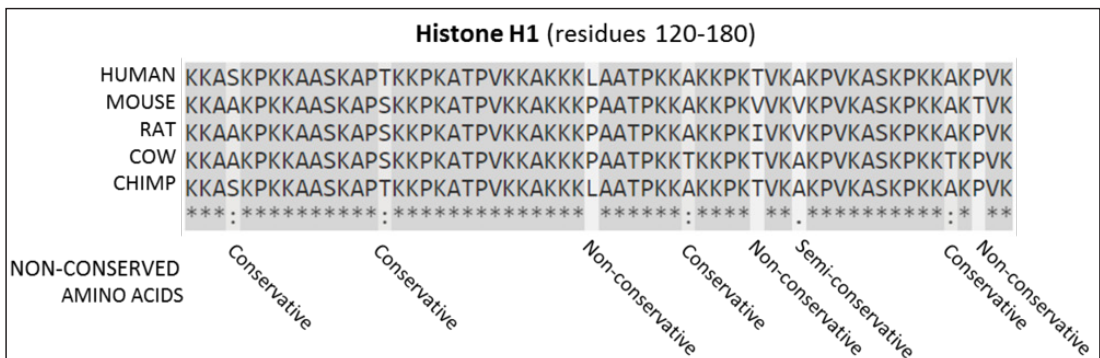 Histone H1 (residues 120-180)
HUMAN KKASKPKKAASKAPTKKPKATPVKKAKKKLAATPKKAKKPKTVKAKPVKASKPKKAKPVK
MOUSE KKAAKPKKAASKAPSKKPKATPVKKAKKKPAATPKKAKKPKVVKVKPVKASKPKKAKTVK
RAT KKAAKPKKAASKAPSKKPKATPVKKAKKKPAATPKKAKKPKIVKVKPVKASKPKKAKPVK
COW KKAAKPKKAASKAPSKKPKATPVKKAKKKPAATPKKTKKPKTVKAKPVKASKPKKTKPVK
CHIMP KKASKPKKAASKAPTKKPKATPVKKAKKKLAATPKKAKKPKTVKAKPVKASKPKKAKPVK
***:**********:************** ******:**** **.**********:* **
NON-CONSERVED
AMINO ACIDS
Conservative
Conservative
Non-conservative
Conservative
Non-conservative
Semi-conservative
Conservative
Non-conservative